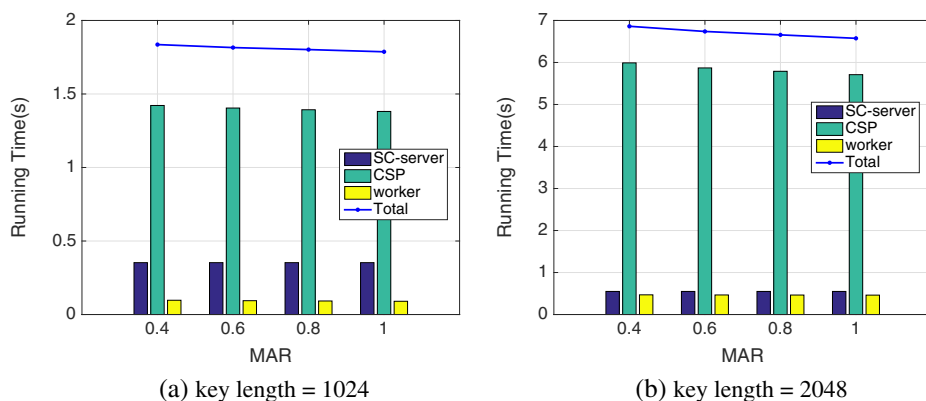 2
1.5
1
0.5
0
Running Time(s)
SC-server
CSP
worker
Total
0.4 0.6 0.8 1
MAR
(a) key length = 1024
7
6
5
4
3
2
1
0
Running Time(s)
SC-server
CSP
worker
Total
0.4 0.6 0.8 1
MAR
(b) key length = 2048